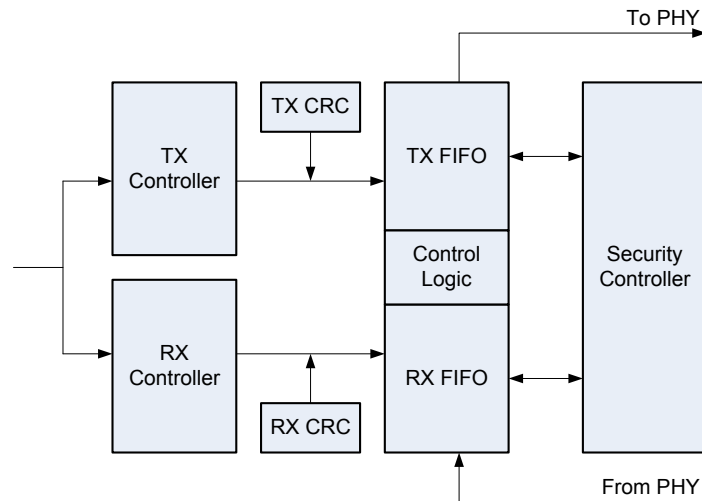 To PHY
TX CRC
TX
Controller
TX FIFO
Control
Logic
Security
Controller
RX
Controller
RX FIFO
RX CRC
From PHY